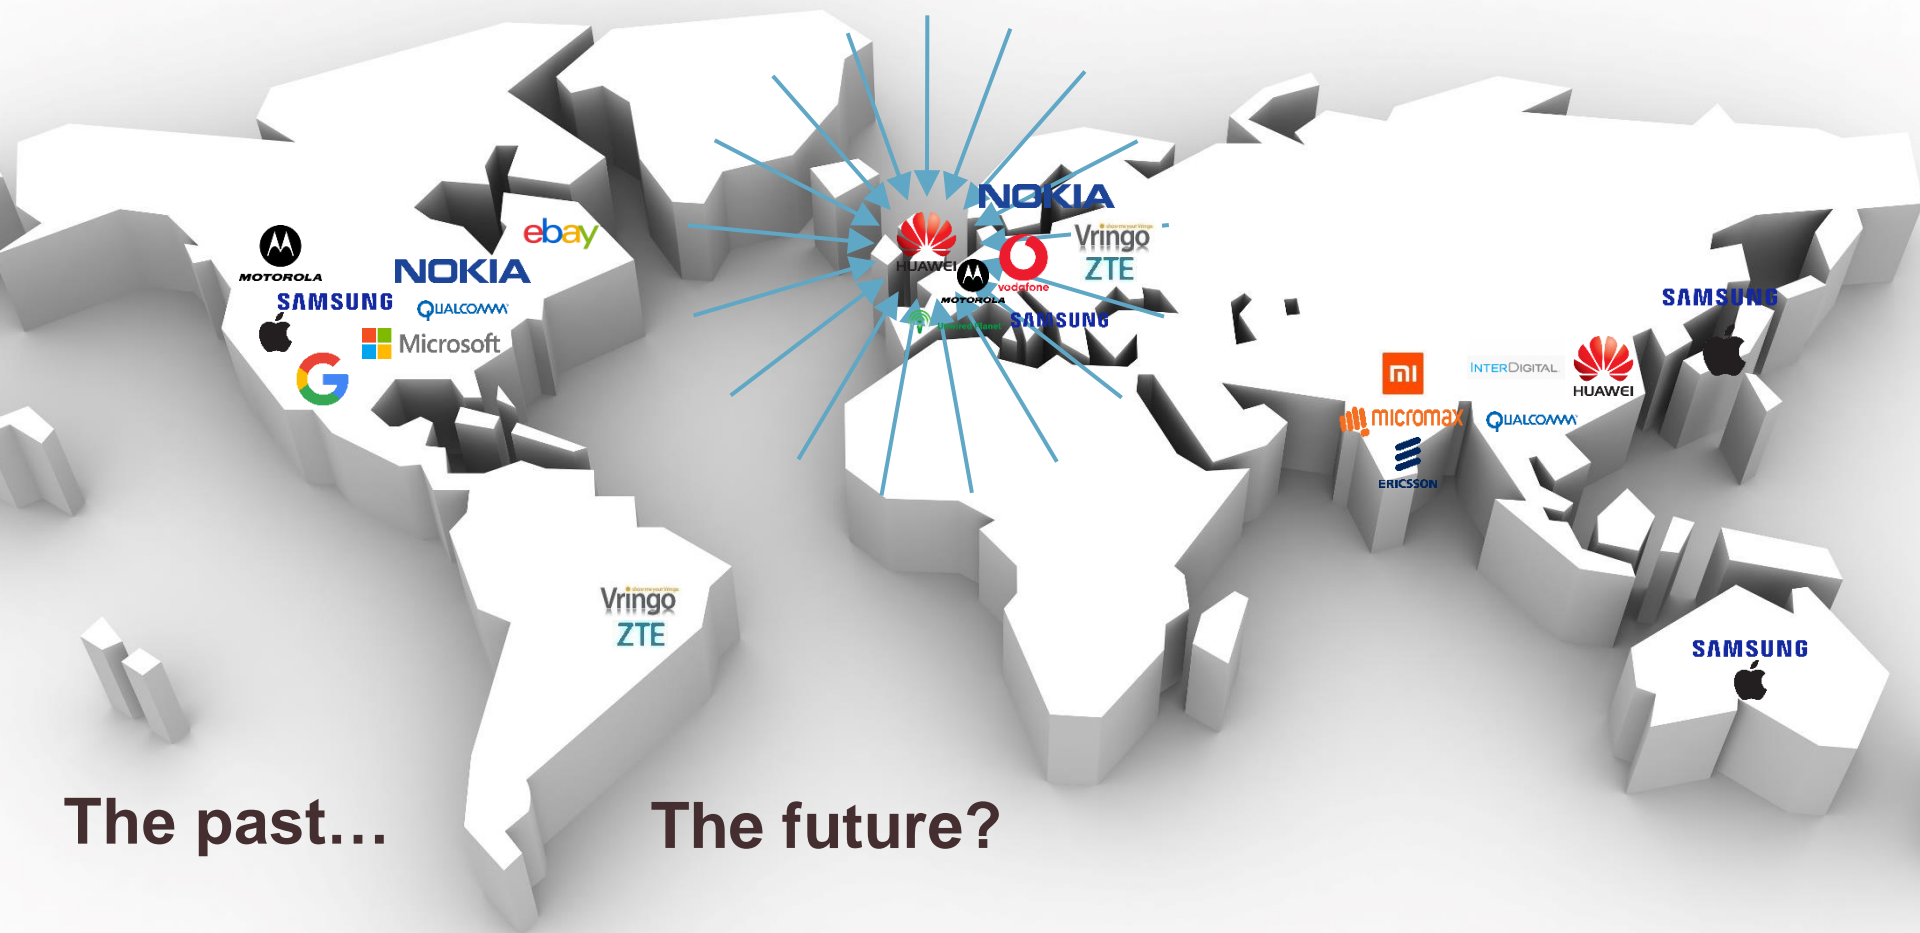 MOTOROLA
ebay
NOKIA
SAMSUNG
QUALCOMM
Microsoft
NOKIA
HUAWEI
MOTOROLA
vodafone
Vringo
ZTE
SAMSUNG
SAMSUNG
mi
INTERDIGITAL
HUAWEI
micromax
QUALCOMM
ERICSSON
Vringo
ZTE
SAMSUNG
The past…
The future?